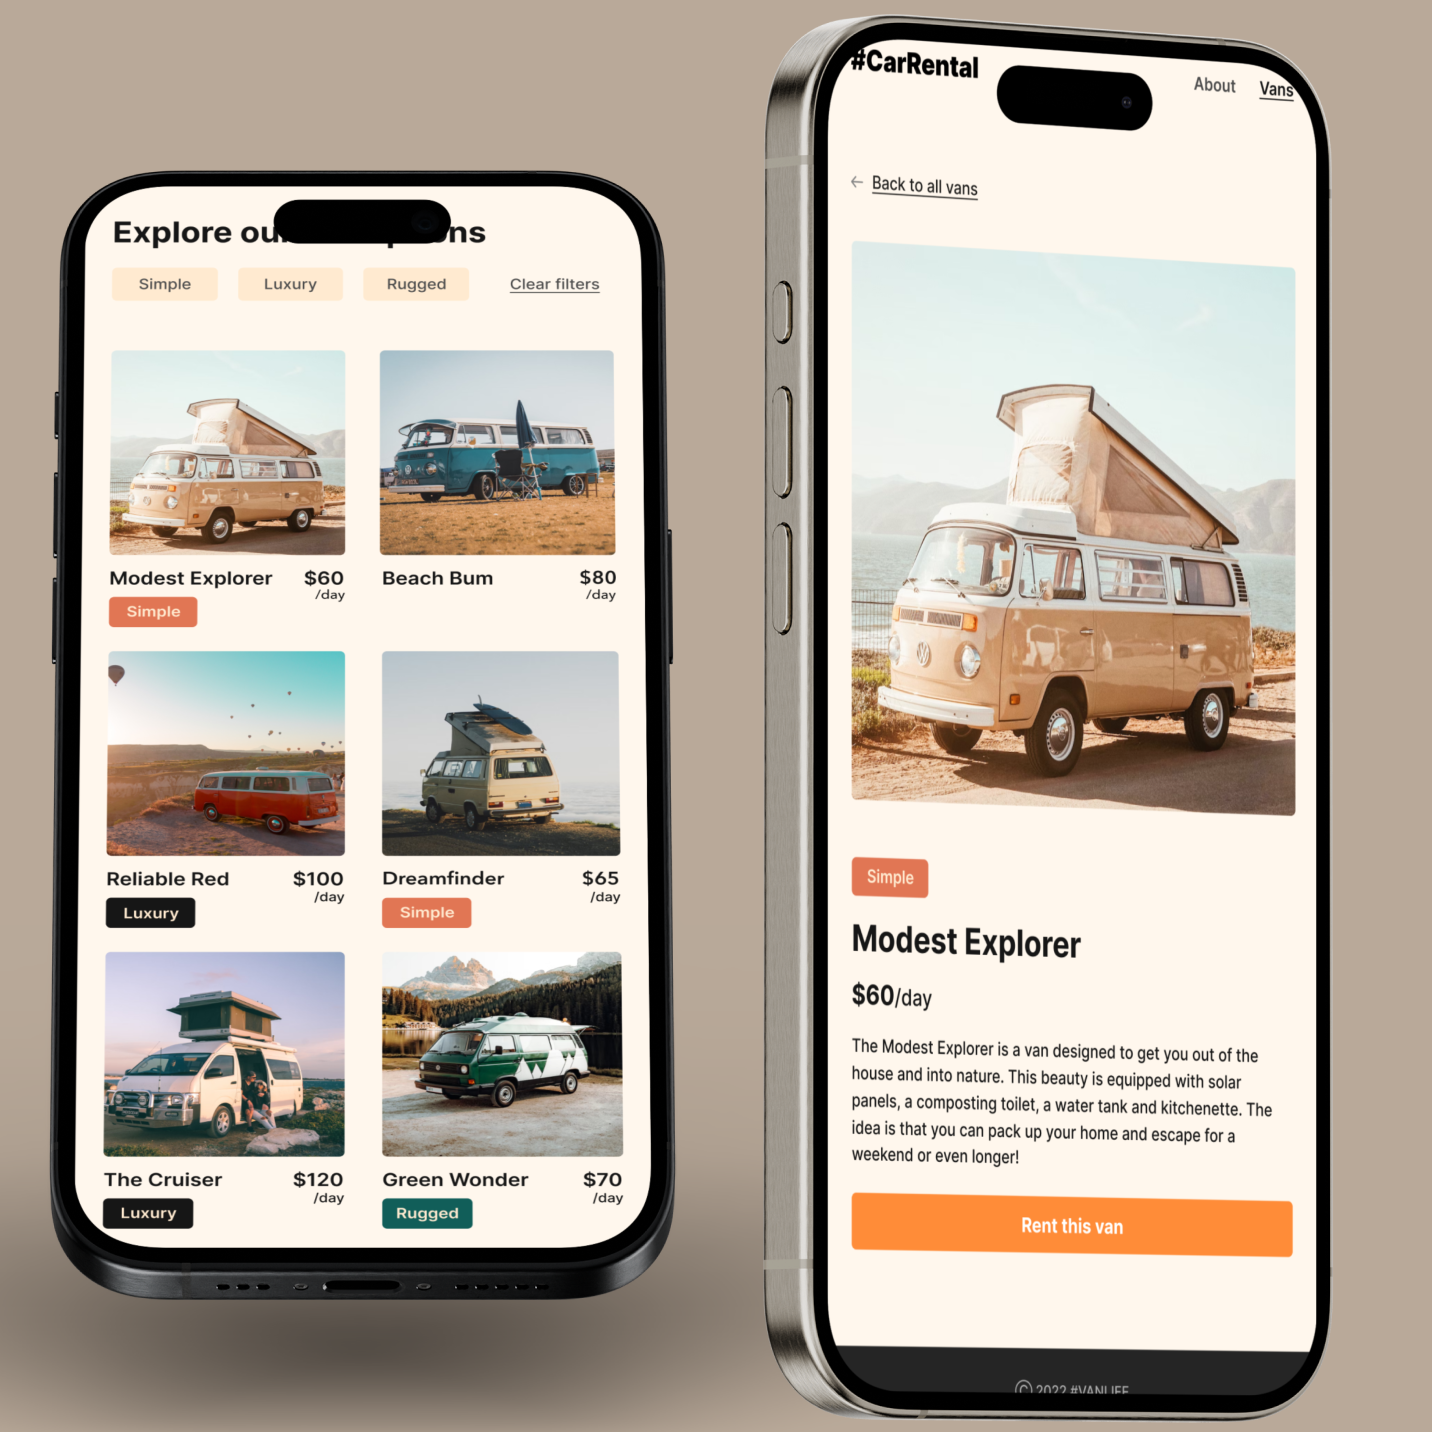 Explore ou
ns
Simple
Luxury
Rugged
Clear filters
Modest Explorer
$60
/day
Simple
Beach Bum
$80
/day
Reliable Red
$100
/day
Luxury
Dreamfinder
$65
/day
Simple
The Cruiser
$120
/day
Luxury
Green Wonder
$70
/day
Rugged
#CarRental
About
Vans
← Back to all vans
Simple
Modest Explorer
$60/day
The Modest Explorer is a van designed to get you out of the
house and into nature. This beauty is equipped with solar
panels, a composting toilet, a water tank and kitchenette. The
idea is that you can pack up your home and escape for a
weekend or even longer!
Rent this van
© 2022 #VANLIFE